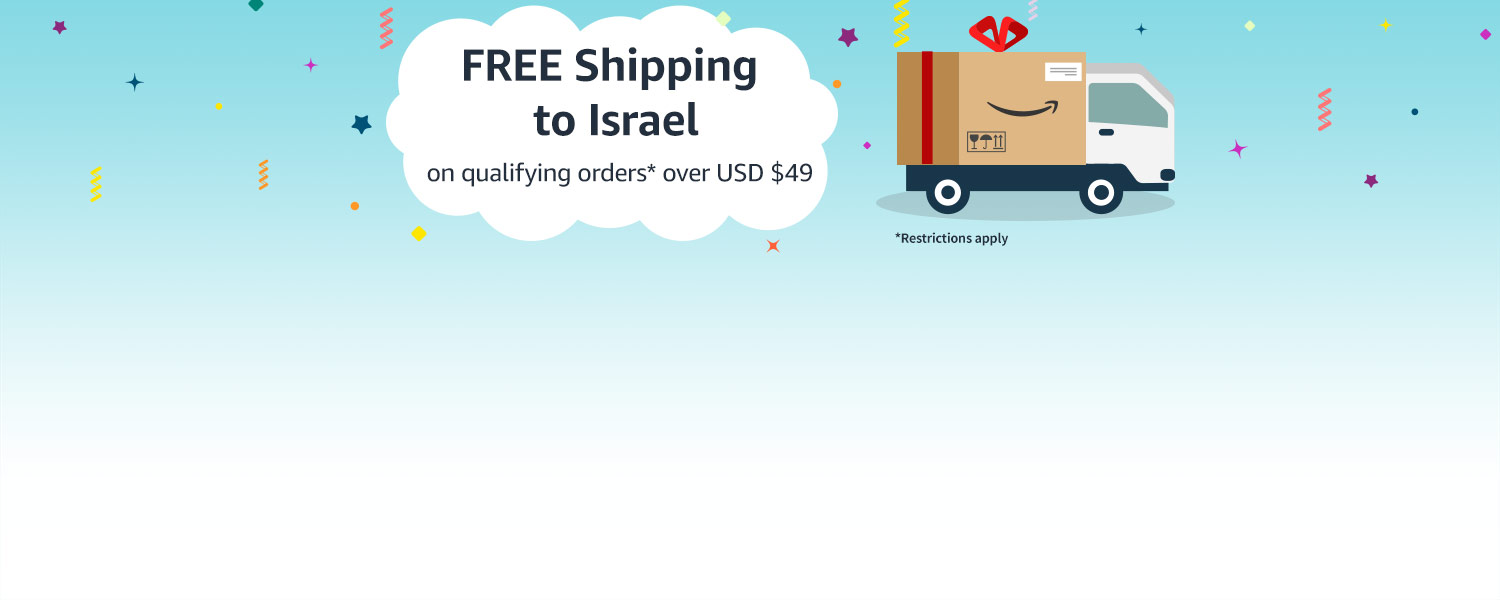 FREE Shipping
to Israel
on qualifying orders* over USD $49
*Restrictions apply